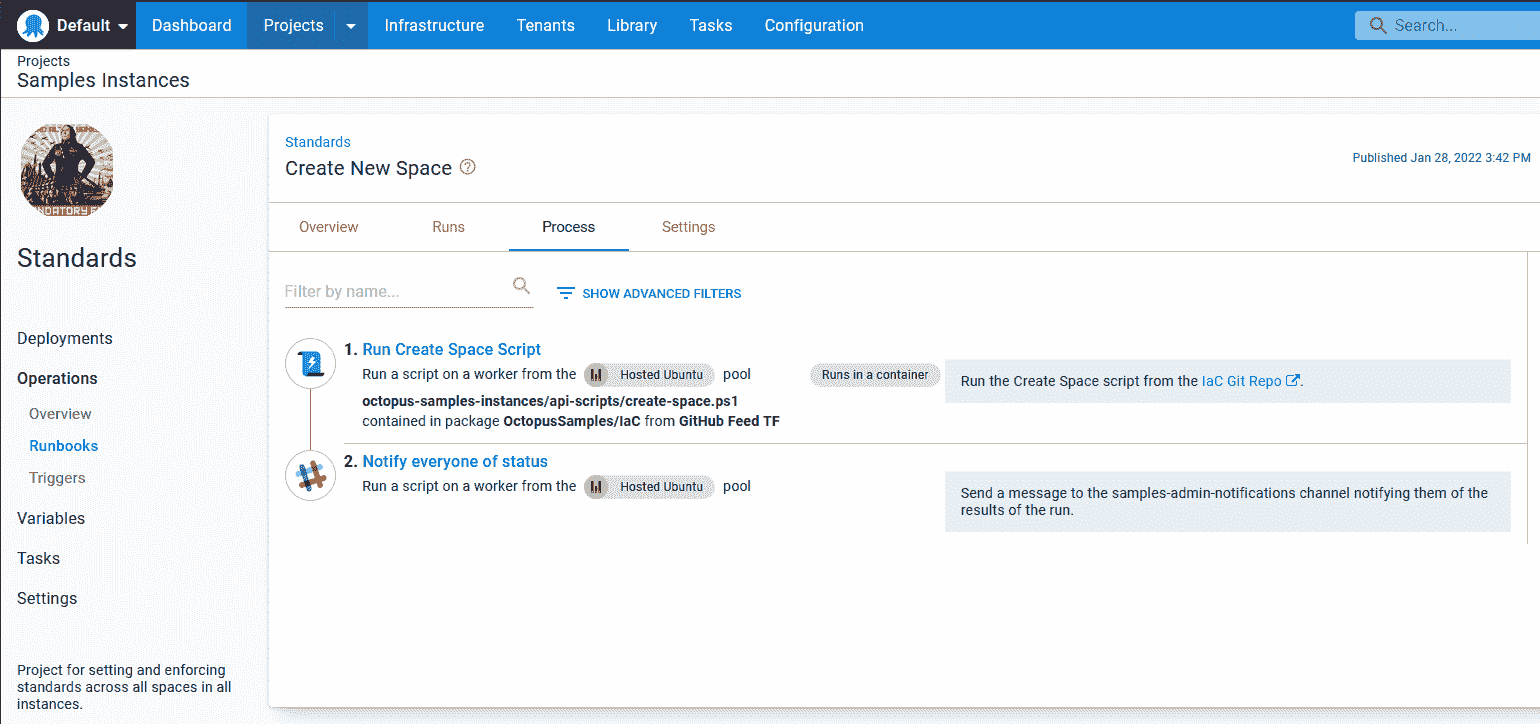 Default
Dashboard
Projects
Infrastructure
Tenants
Library
Tasks
Configuration
Search...
Projects
Samples Instances
Standards
Deployments
Operations
Overview
Runbooks
Triggers
Variables
Tasks
Settings
Project for setting and enforcing
standards across all spaces in all
instances.
Standards
Create New Space
Published Jan 28, 2022 3:42 PM
Overview
Runs
Process
Settings
Filter by name...
SHOW ADVANCED FILTERS
1. Run Create Space Script
Run a script on a worker from the Hosted Ubuntu pool
Runs in a container
octopus-samples-instances/api-scripts/create-space.ps1
contained in package OctopusSamples/IaC from GitHub Feed TF
Run the Create Space script from the IaC Git Repo.
2. Notify everyone of status
Run a script on a worker from the Hosted Ubuntu pool
Send a message to the samples-admin-notifications channel notifying them of the
results of the run.